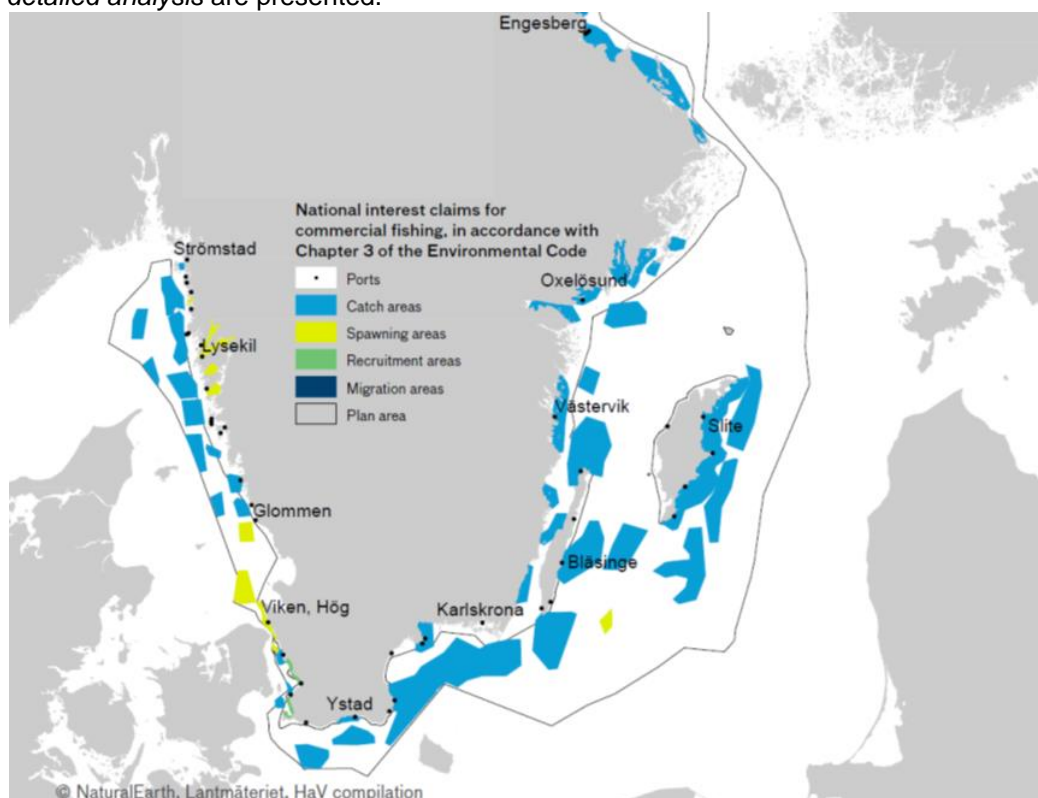 detailed analysis are presented.
Engesberg
National interest claims for
commercial fishing, in accordance with
Chapter 3 of the Environmental Code
Strömstad
Ports
Oxelösund
Catch areas
Spawning areas
Lysekil
Recruitment areas
Migration areas
Plan area
Västervik
Slite
Glommen
Bläsinge
Viken, Hög
Karlskrona
Ystad
© NaturalEarth, Lantmäteriet, HaV compilation